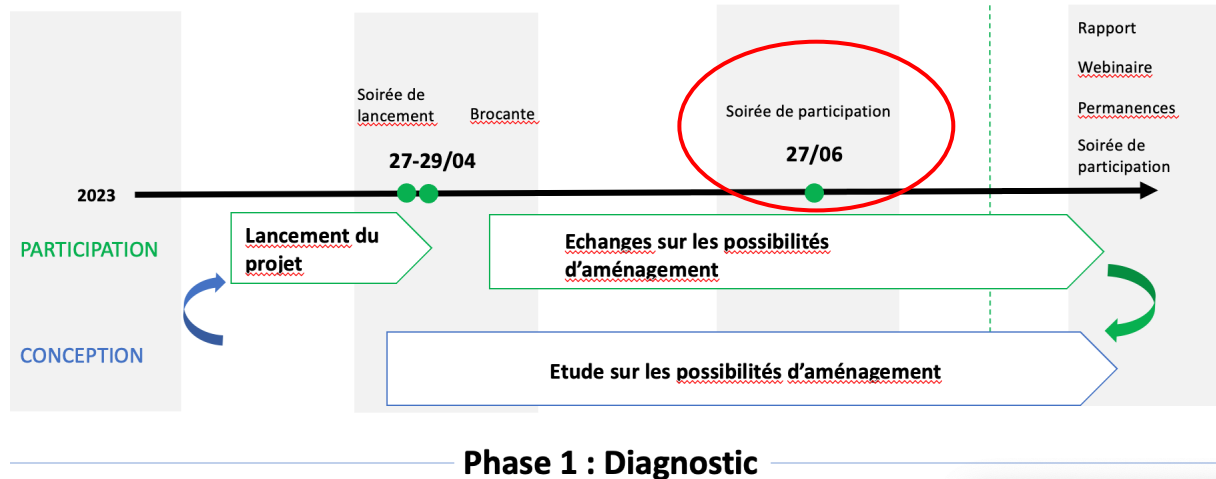 Rapport
Webinaire
Permanences
Soirée de
participation
Soirée de
lancement
Brocante
Soirée de participation
27-29/04
27/06
2023
PARTICIPATION
Lancement du
projet
Echanges sur les possibilités
d’aménagement
CONCEPTION
Etude sur les possibilités d’aménagement
Phase 1 : Diagnostic